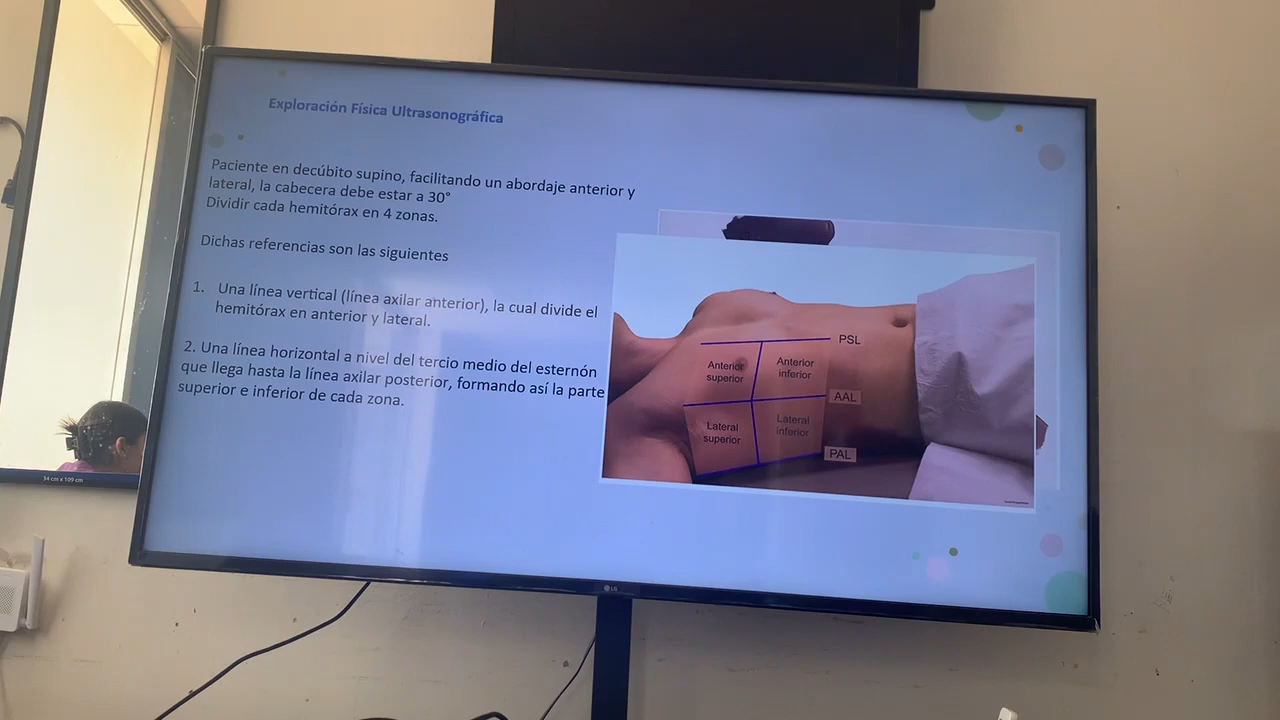 Exploración Física Ultrasonográfica
Paciente en decúbito supino, facilitando un abordaje anterior y
lateral, la cabecera debe estar a 30°
Dividir cada hemitórax en 4 zonas.
Dichas referencias son las siguientes
1. Una línea vertical (línea axilar anterior), la cual divide el
hemitórax en anterior y lateral.
2. Una línea horizontal a nivel del tercio medio del esternón
que llega hasta la línea axilar posterior, formando así la parte
superior e inferior de cada zona.
PSL
Anterior
superior
Anterior
inferior
AAL
Lateral
superior
Lateral
inferior
PAL
34 cm x 109 cm
LG